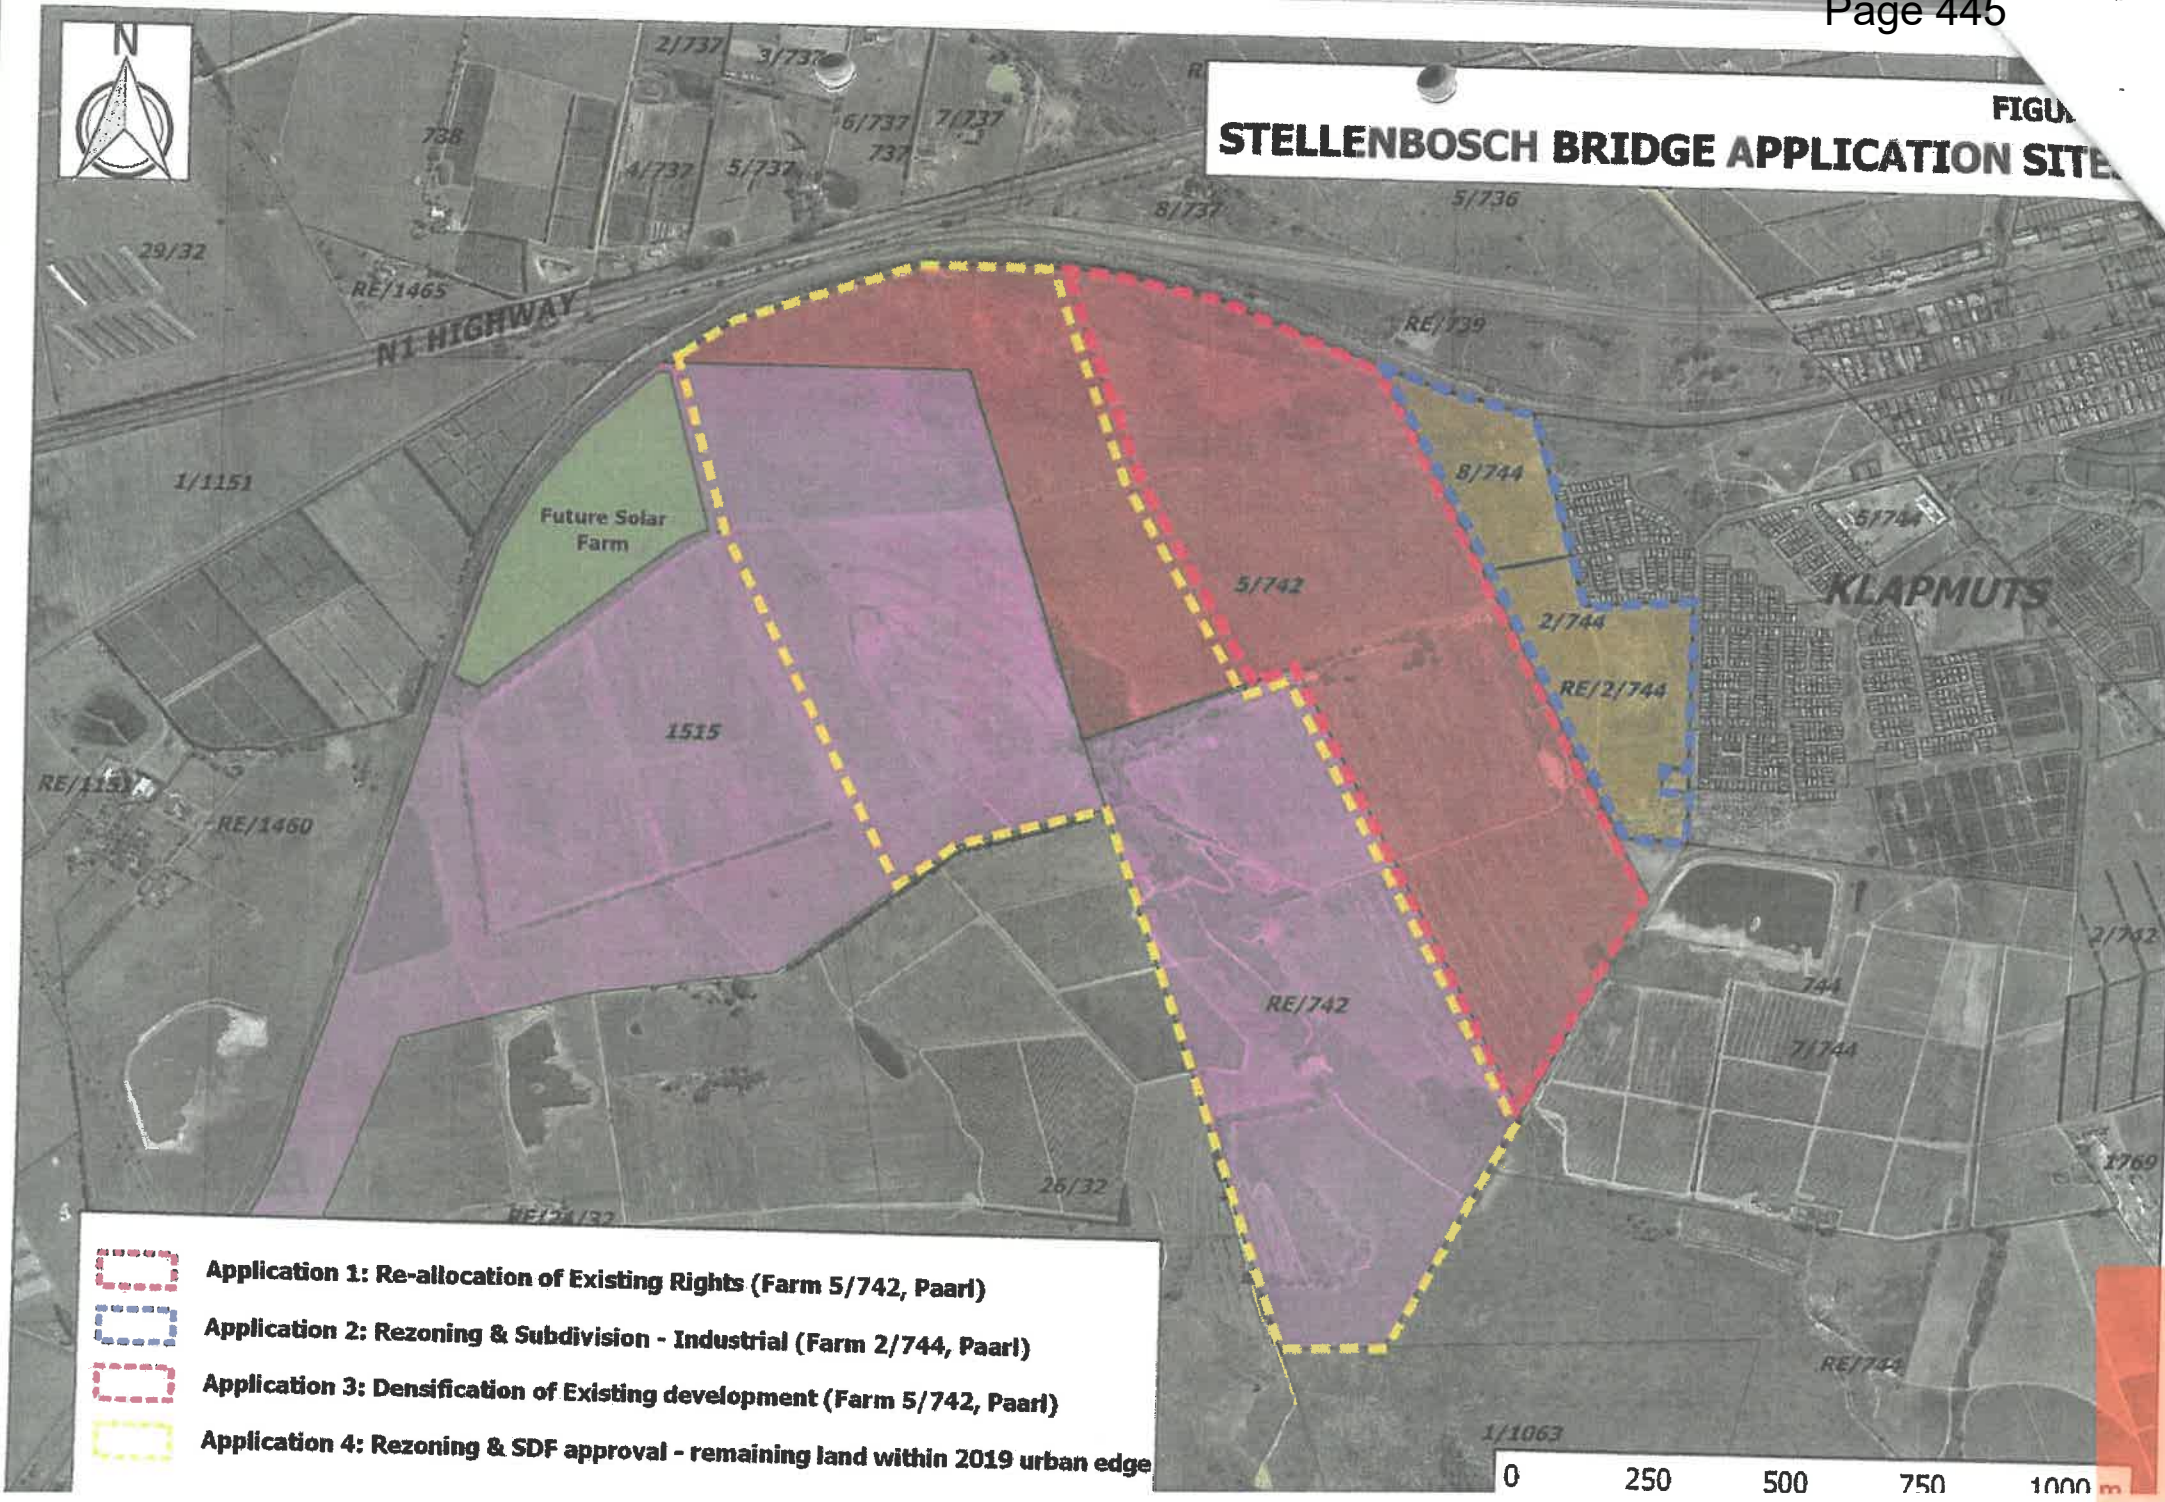 Page 445
N
FIGU
STELLENBOSCH BRIDGE APPLICATION SITE
2/737
3/737
738
6/737
7/737
737
4/737
5/737
8/737
5/736
29/32
RE/1465
N1 HIGHWAY
RE/739
1/1151
8/744
5/744
Future Solar
Farm
5/742
KLAPMUTS
2/744
RE/2/744
1515
RE/1151
RE/1460
2/742
744
RE/742
7/744
26/32
1769
RE/24/32
RE/744
1/1063
Application 1: Re-allocation of Existing Rights (Farm 5/742, Paarl)
Application 2: Rezoning & Subdivision - Industrial (Farm 2/744, Paarl)
Application 3: Densification of Existing development (Farm 5/742, Paarl)
Application 4: Rezoning & SDF approval - remaining land within 2019 urban edge
0 250 500 750 1000 m